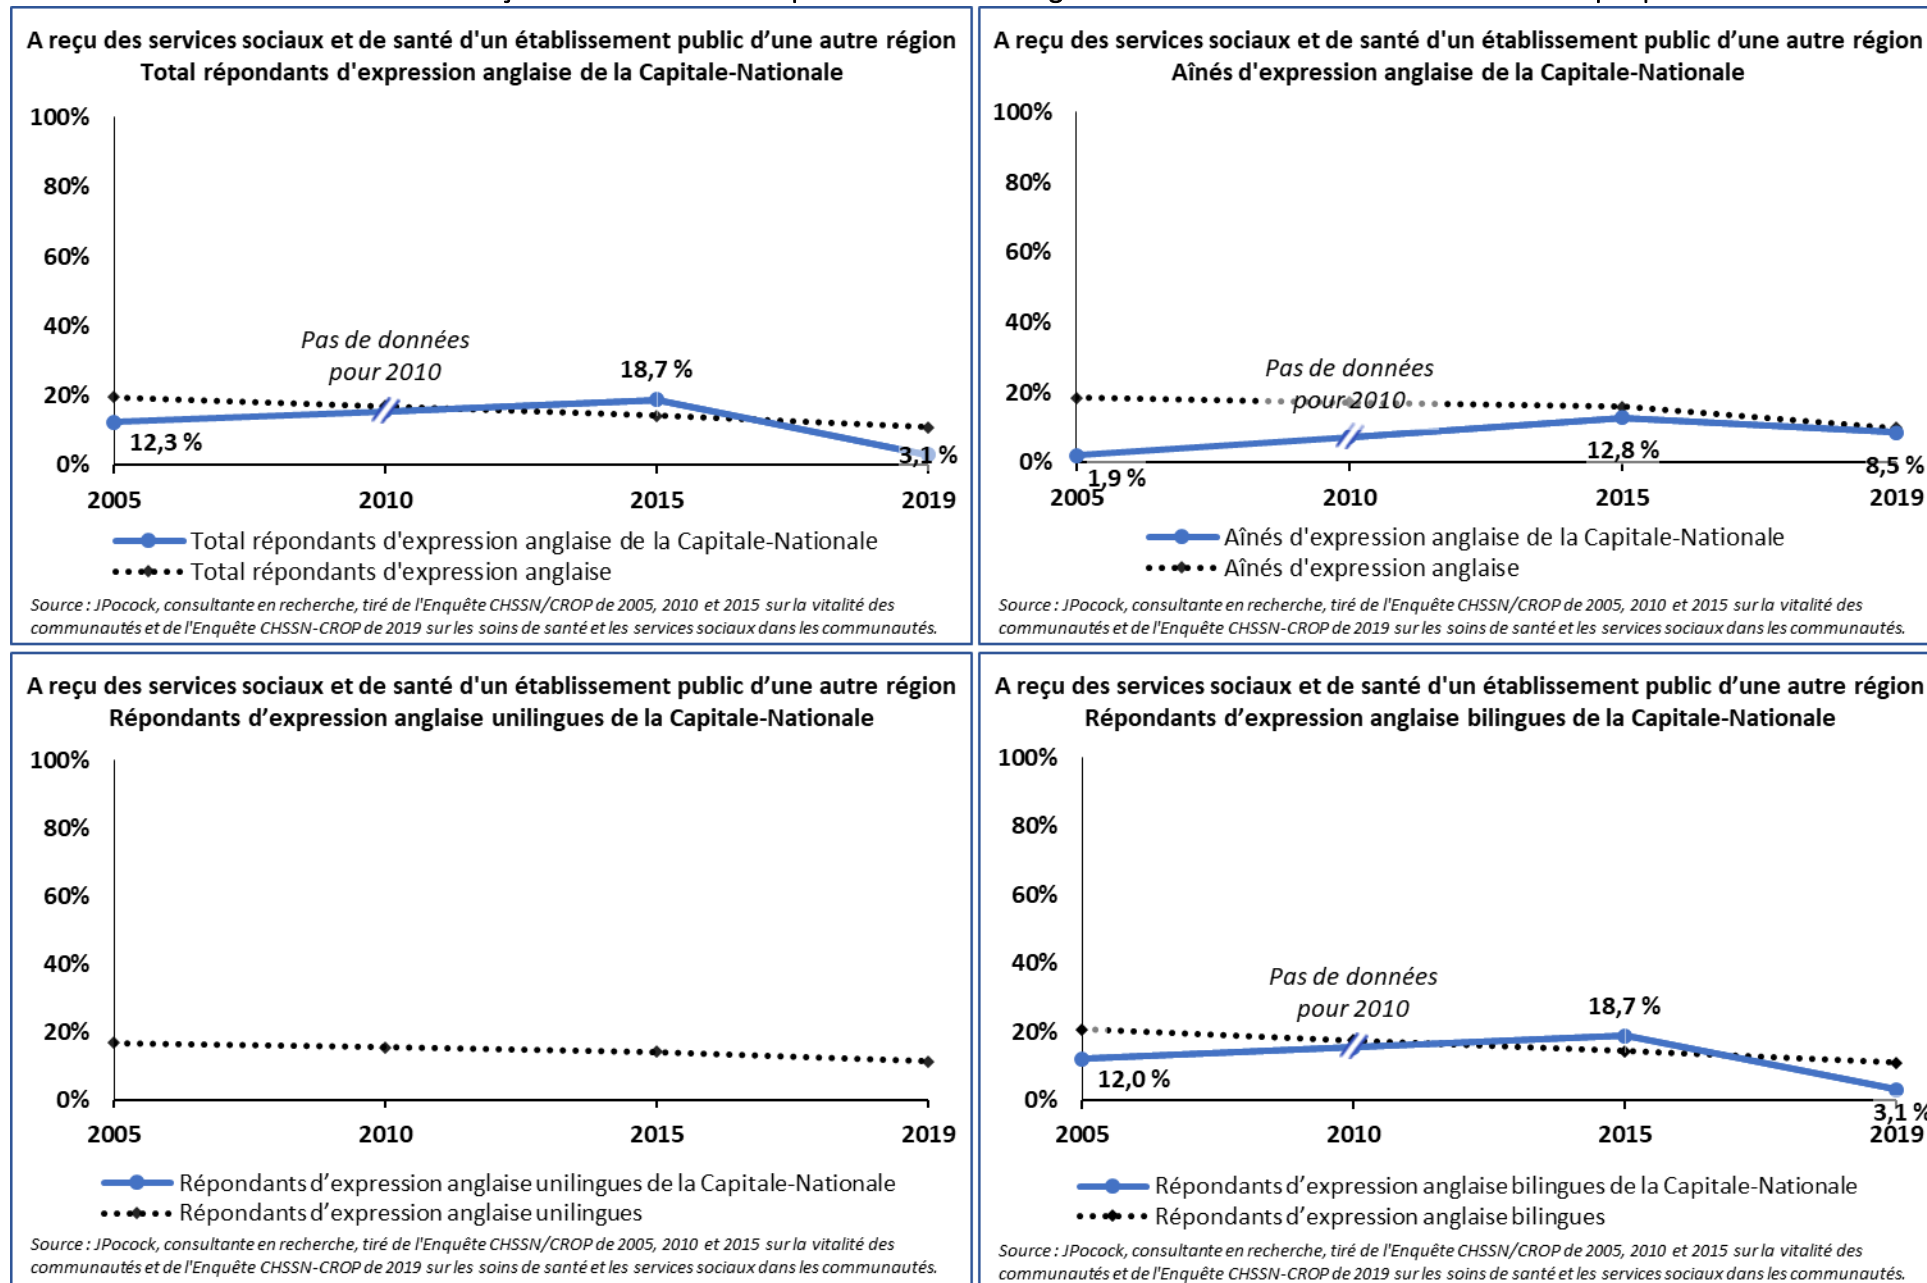 A reçu des services sociaux et de santé d'un établissement public d’une autre région
Total répondants d'expression anglaise de la Capitale-Nationale
100%
80%
60%
40%
20%
0%
Pas de données
pour 2010
18,7 %
12,3 %
3,1 %
2005 2010 2015 2019
Total répondants d'expression anglaise de la Capitale-Nationale
Total répondants d'expression anglaise
Source : JPocock, consultante en recherche, tiré de l'Enquête CHSSN/CROP de 2005, 2010 et 2015 sur la vitalité des
communautés et de l'Enquête CHSSN-CROP de 2019 sur les soins de santé et les services sociaux dans les communautés.
A reçu des services sociaux et de santé d'un établissement public d’une autre région
Aînés d'expression anglaise de la Capitale-Nationale
100%
80%
60%
40%
20%
0%
Pas de données
pour 2010
1,9 %
12,8 %
8,5 %
2005 2010 2015 2019
Aînés d'expression anglaise de la Capitale-Nationale
Aînés d'expression anglaise
Source : JPocock, consultante en recherche, tiré de l'Enquête CHSSN/CROP de 2005, 2010 et 2015 sur la vitalité des
communautés et de l'Enquête CHSSN-CROP de 2019 sur les soins de santé et les services sociaux dans les communautés.
A reçu des services sociaux et de santé d'un établissement public d’une autre région
Répondants d’expression anglaise unilingues de la Capitale-Nationale
100%
80%
60%
40%
20%
0%
2005 2010 2015 2019
Répondants d’expression anglaise unilingues de la Capitale-Nationale
Répondants d’expression anglaise unilingues
Source : JPocock, consultante en recherche, tiré de l'Enquête CHSSN/CROP de 2005, 2010 et 2015 sur la vitalité des
communautés et de l'Enquête CHSSN-CROP de 2019 sur les soins de santé et les services sociaux dans les communautés.
A reçu des services sociaux et de santé d'un établissement public d’une autre région
Répondants d’expression anglaise bilingues de la Capitale-Nationale
100%
80%
60%
40%
20%
0%
Pas de données
pour 2010
18,7 %
12,0 %
3,1 %
2005 2010 2015 2019
Répondants d’expression anglaise bilingues de la Capitale-Nationale
Répondants d’expression anglaise bilingues
Source : JPocock, consultante en recherche, tiré de l'Enquête CHSSN/CROP de 2005, 2010 et 2015 sur la vitalité des
communautés et de l'Enquête CHSSN-CROP de 2019 sur les soins de santé et les services sociaux dans les communautés.